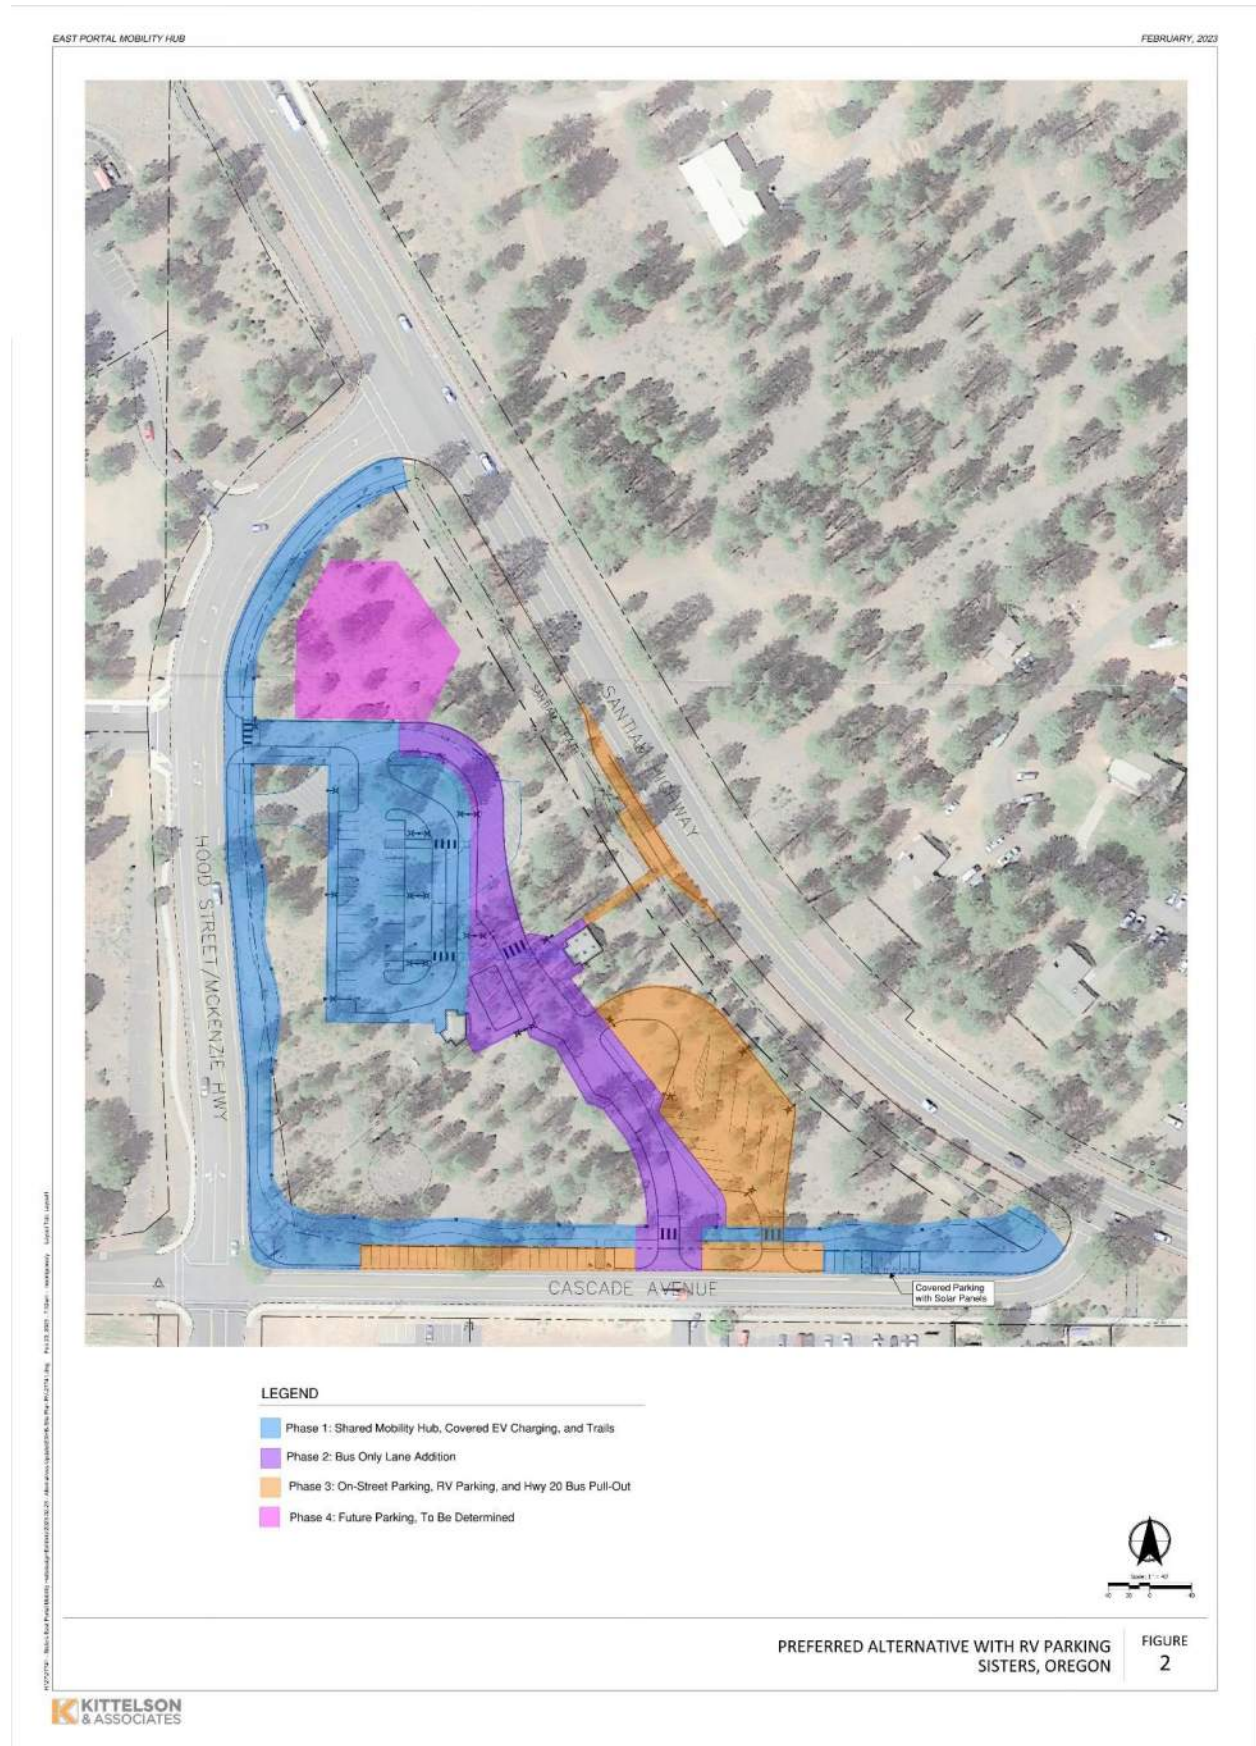 EAST PORTAL MOBILITY HUB
FEBRUARY, 2023
SANTIAM HIGHWAY
HOOD STREET/MCKENZIE HWY
CASCADE AVENUE
Covered Parking
with Solar Panels
LEGEND
Phase 1: Shared Mobility Hub, Covered EV Charging, and Trails
Phase 2: Bus Only Lane Addition
Phase 3: On-Street Parking, RV Parking, and Hwy 20 Bus Pull-Out
Phase 4: Future Parking, To Be Determined
PREFERRED ALTERNATIVE WITH RV PARKING
SISTERS, OREGON
FIGURE
2
KITTELSON
& ASSOCIATES